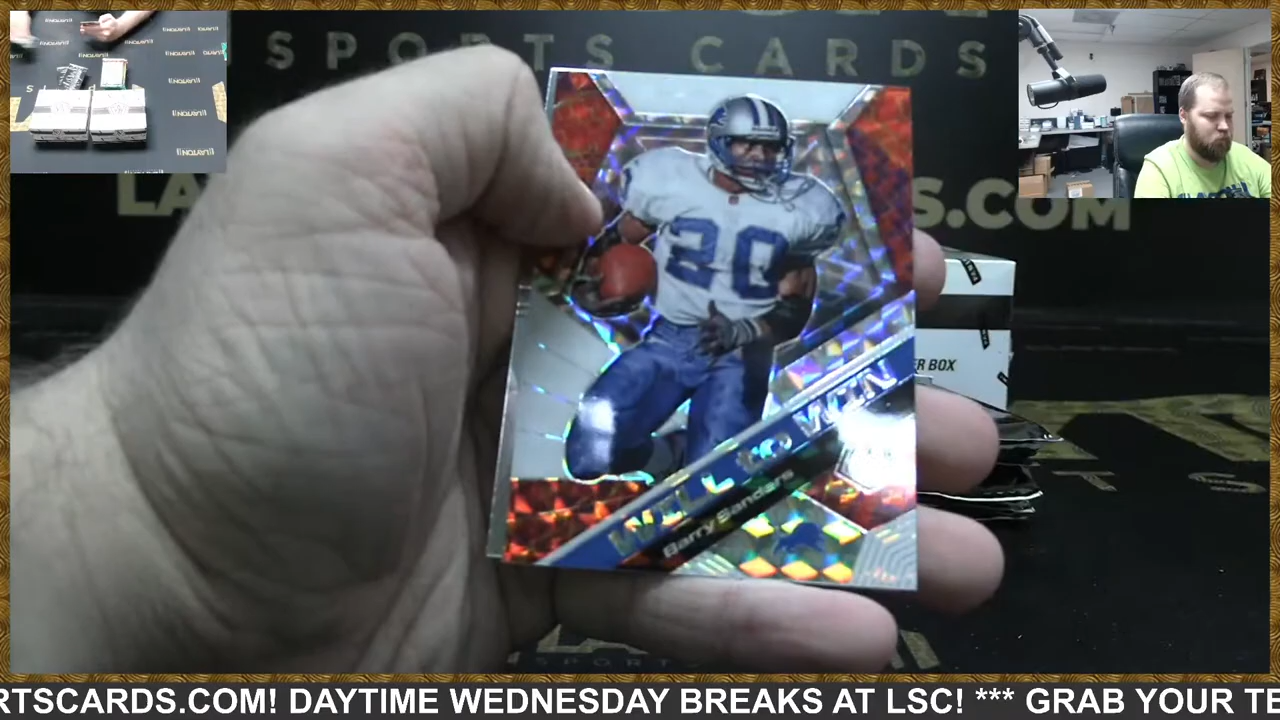 SPORTS CARDS
LA
S.COM
20
WILL TO WIN
Barry Sanders
ER BOX
RTSCARDS.COM! DAYTIME WEDNESDAY BREAKS AT LSC! *** GRAB YOUR TE